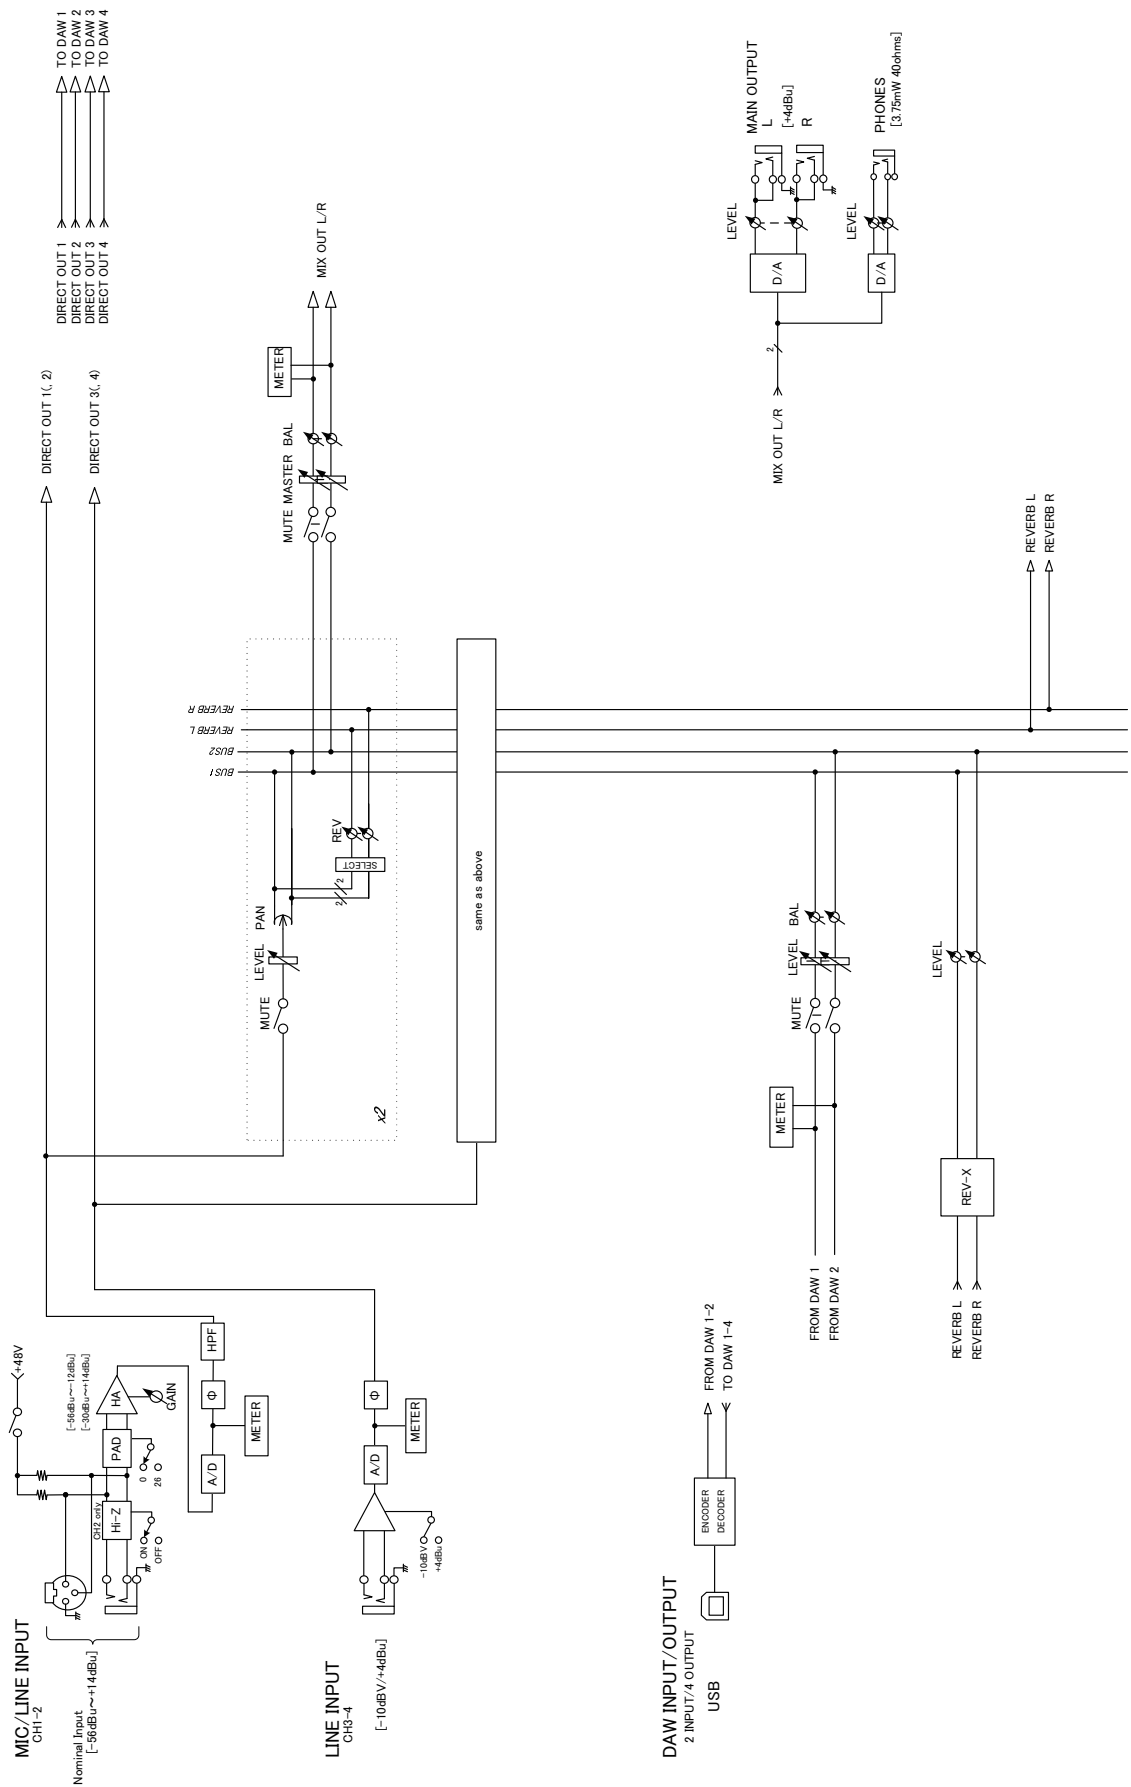 MIC/LINE INPUT
CH1-2
Nominal Input
[-56dBu～+14dBu]
+48V
[-56dBu～-12dBu]
[-30dBu～+14dBu]
CH2 only
Hi-Z
ON
OFF
PAD
0
26
HA
GAIN
A/D
METER
Φ
HPF
DIRECT OUT 1(, 2)
DIRECT OUT 3(, 4)
DIRECT OUT 1
DIRECT OUT 2
DIRECT OUT 3
DIRECT OUT 4
TO DAW 1
TO DAW 2
TO DAW 3
TO DAW 4
MUTE
LEVEL
PAN
SELECT
REV
2
2
x2
BUS1
BUS2
REVERB L
REVERB R
MUTE
MASTER
BAL
METER
MIX OUT L/R
LINE INPUT
CH3-4
[-10dBV/+4dBu]
-10dBV
+4dBu
A/D
METER
Φ
same as above
DAW INPUT/OUTPUT
2 INPUT/4 OUTPUT
USB
ENCODER
DECODER
FROM DAW 1-2
TO DAW 1-4
FROM DAW 1
FROM DAW 2
METER
MUTE
LEVEL
BAL
MIX OUT L/R
2
D/A
LEVEL
MAIN OUTPUT
L
[+4dBu]
R
D/A
LEVEL
PHONES
[3.75mW 40ohms]
REVERB L
REVERB R
REV-X
LEVEL
REVERB L
REVERB R